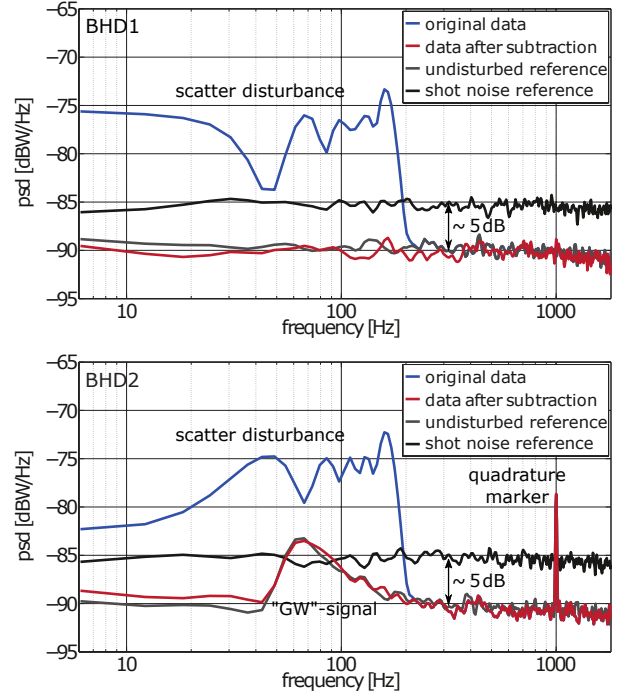 BHD1
original data
data after subtraction
undisturbed reference
shot noise reference
scatter disturbance
~ 5 dB
psd [dBW/Hz]
−65
−70
−75
−80
−85
−90
−95
10
100
1000
frequency [Hz]
BHD2
original data
data after subtraction
undisturbed reference
shot noise reference
scatter disturbance
quadrature
marker
~ 5 dB
"GW"-signal
psd [dBW/Hz]
−65
−70
−75
−80
−85
−90
−95
10
100
1000
frequency [Hz]